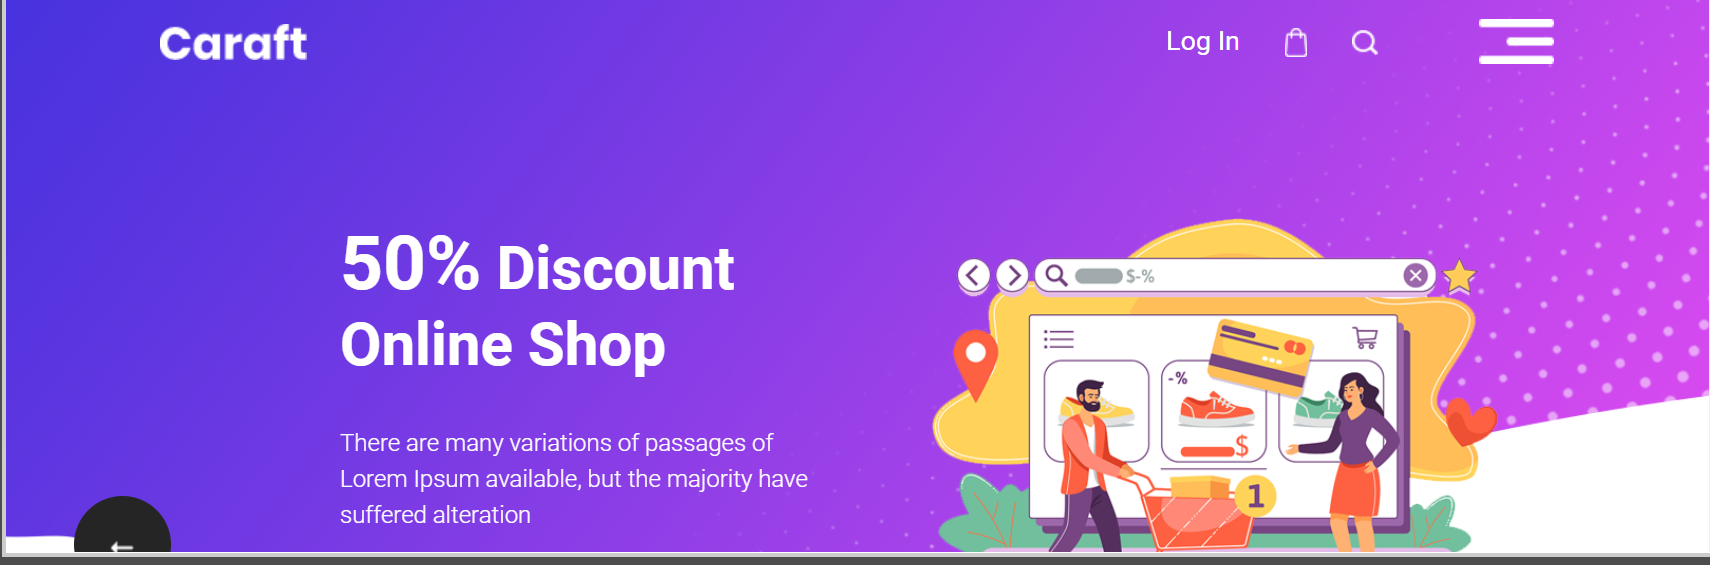 Caraft
Log In
50% Discount
Online Shop
There are many variations of passages of
Lorem Ipsum available, but the majority have
suffered alteration
$-%
-%
$
1